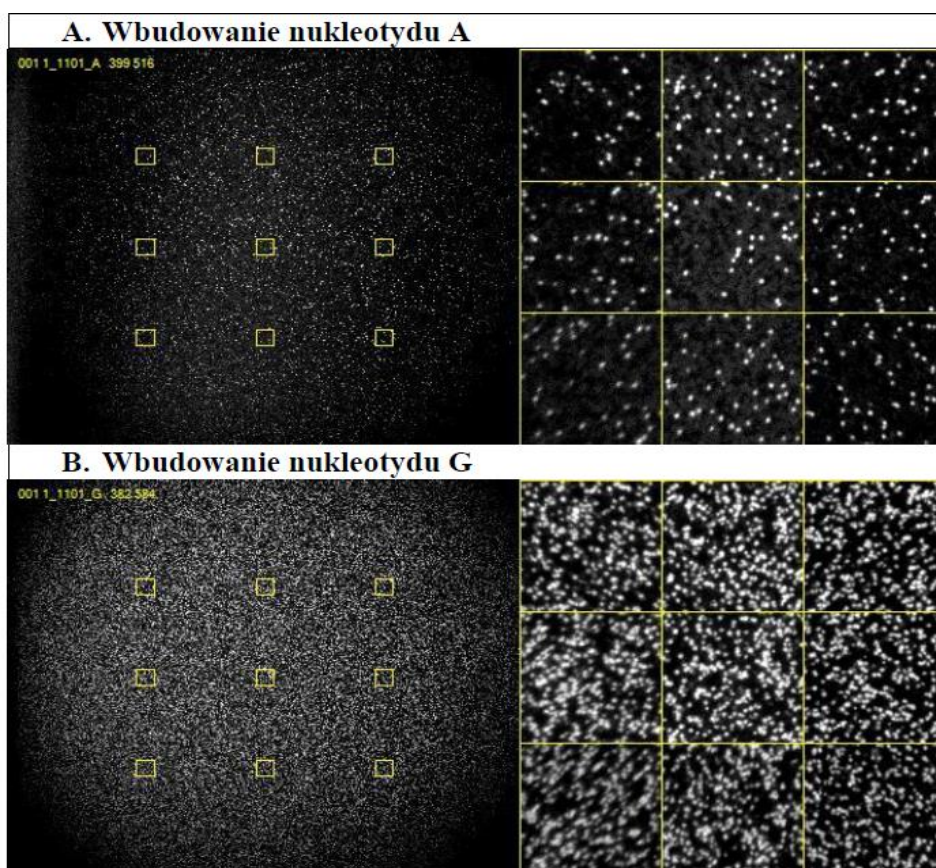 A. Wbudowanie nukleotydu A
001 1_1101_A 399 516
B. Wbudowanie nukleotydu G
001 1_1101_G 382 584